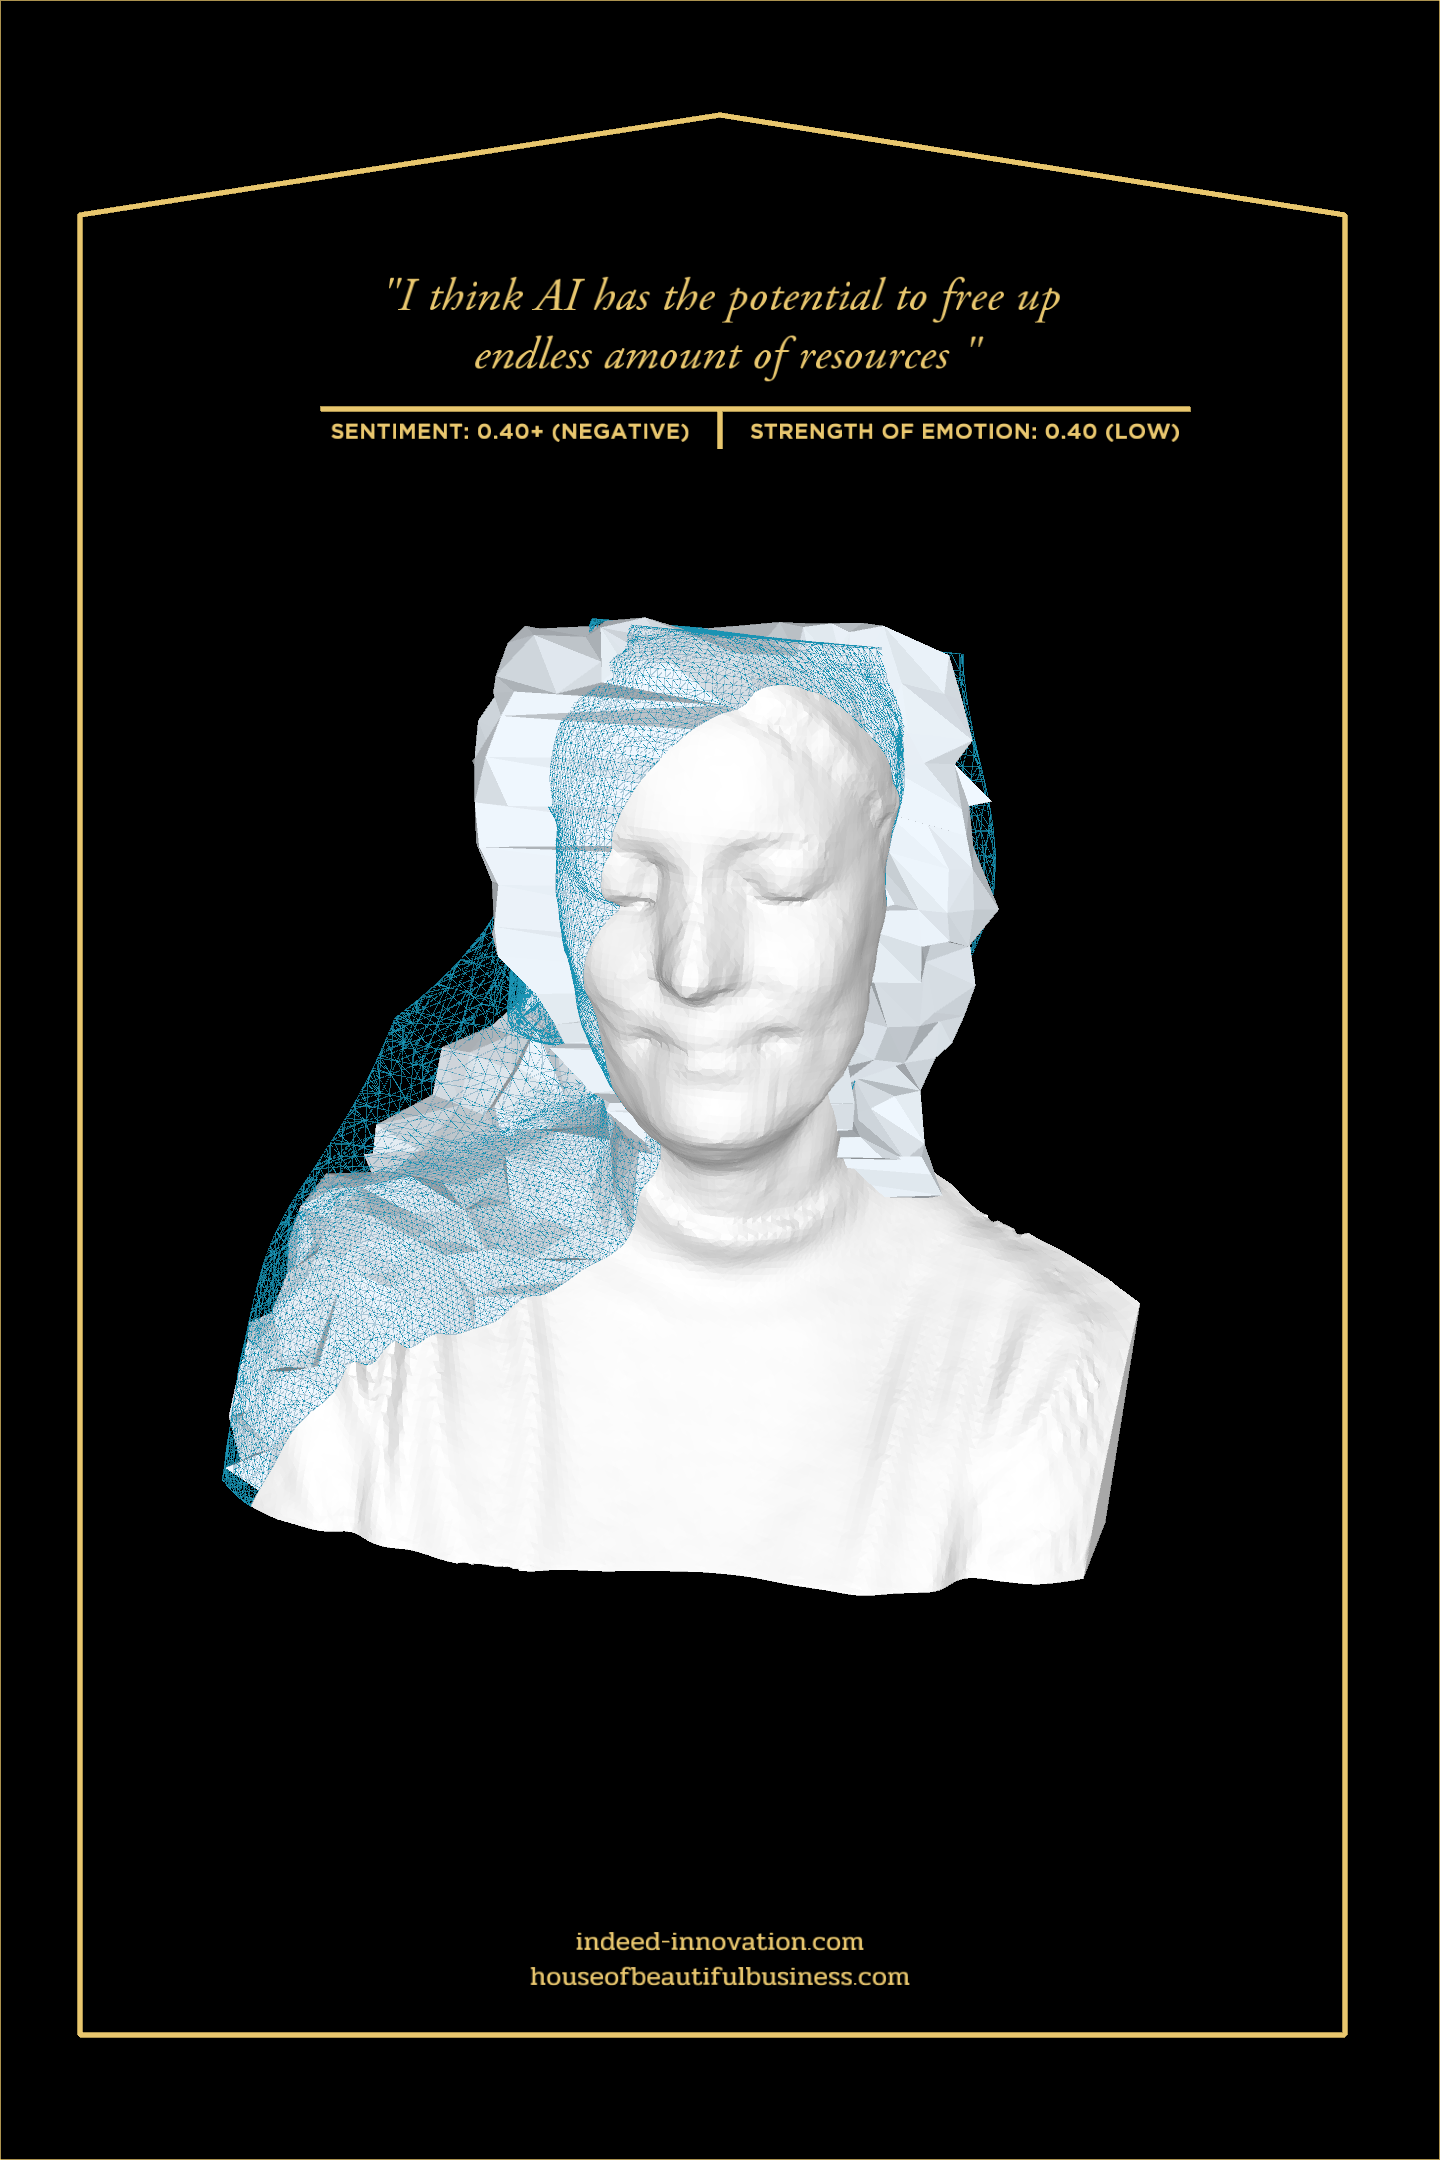 "I think AI has the potential to free up
endless amount of resources "
SENTIMENT: 0.40+ (NEGATIVE) STRENGTH OF EMOTION: 0.40 (LOW)
indeed-innovation.com
houseofbeautifulbusiness.com